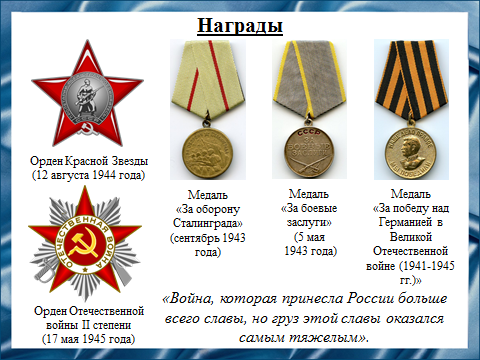 Награды
Орден Красной Звезды
(12 августа 1944 года)
ОТЕЧЕСТВЕННАЯ ВОЙНА
Орден Отечественной
войны II степени
(17 мая 1945 года)
Медаль
«За оборону
Сталинграда»
(сентябрь 1943
года)
СССР
Медаль
«За боевые
заслуги»
(5 мая
1943 года)
Медаль
«За победу над
Германией в
Великой
Отечественной
войне (1941-1945
гг.)»
«Война, которая принесла России больше
всего славы, но груз этой славы оказался
самым тяжелым».